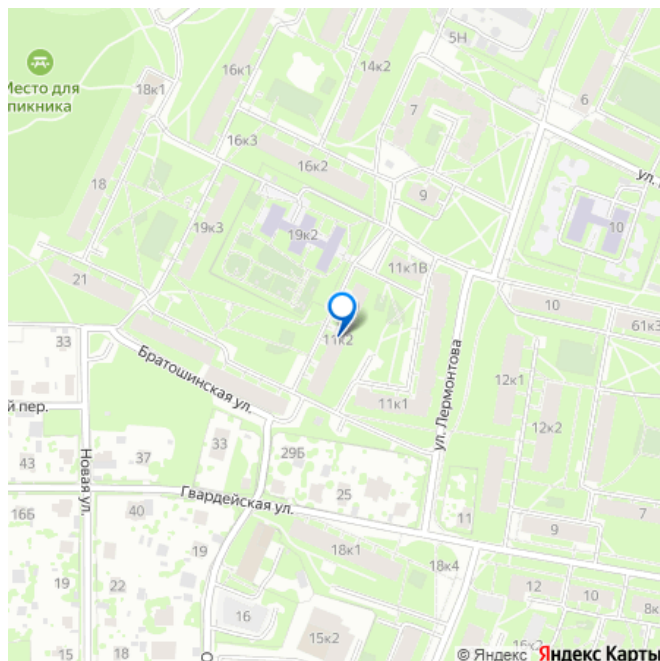 5Н
16к1
14к2
Место для
пикника
18к1
7
6
16к3
16к2
18
9
ул.
19к3
19к2
10
11к1В
21
10
61к3
33
11к2
Братошинская ул.
ул. Лермонтова
12к1
й пер.
11к1
12к2
33
29Б
43
37
Новая ул.
25
Гвардейская ул.
16Б
40
11
7
9
19
18к1
18к4
19
22
12
10
8к
16
15к2
15
18
16к2
© Яндекс Яндекс Карты